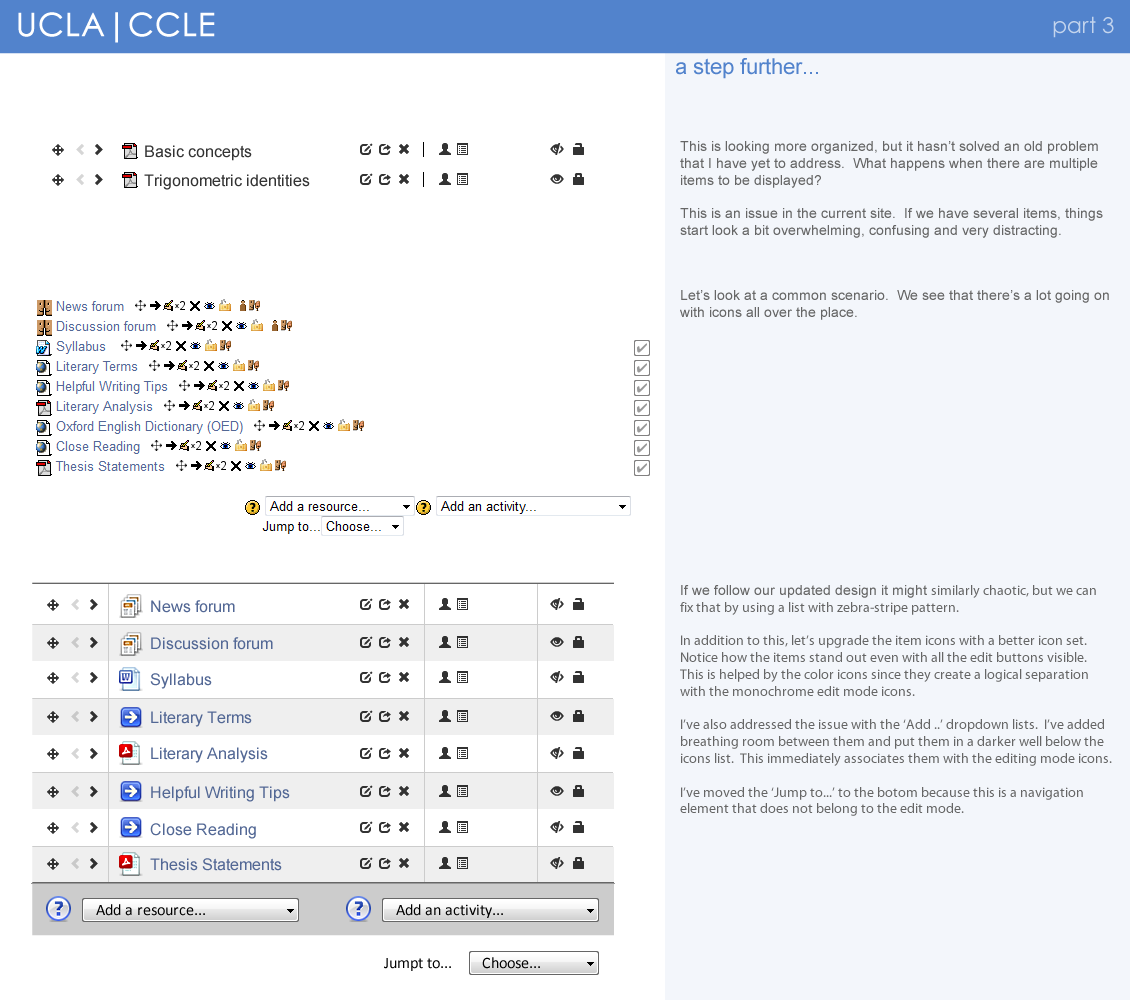 UCLA | CCLE
part 3
a step further...
Basic concepts
Trigonometric identities
This is looking more organized, but it hasn't solved an old problem
that I have yet to address.  What happens when there are multiple
items to be displayed?
This is an issue in the current site.  If we have several items, things
start look a bit overwhelming, confusing and very distracting.
Let's look at a common scenario.  We see that there's a lot going on
with icons all over the place.
News forum ×2
Discussion forum ×2
Syllabus ×2
Literary Terms ×2
Helpful Writing Tips ×2
Literary Analysis ×2
Oxford English Dictionary (OED) ×2
Close Reading ×2
Thesis Statements ×2
? Add a resource... ? Add an activity...
Jump to... Choose...
News forum
Discussion forum
Syllabus
Literary Terms
Literary Analysis
Helpful Writing Tips
Close Reading
Thesis Statements
? Add a resource... ? Add an activity...
Jumpt to... Choose...
If we follow our updated design it might similarly chaotic, but we can
fix that by using a list with zebra-stripe pattern.
In addition to this, let's upgrade the item icons with a better icon set.
Notice how the items stand out even with all the edit buttons visible.
This is helped by the color icons since they create a logical separation
with the monochrome edit mode icons.
I've also addressed the issue with the 'Add ..' dropdown lists.  I've added
breathing room between them and put them in a darker well below the
icons list.  This immediately associates them with the editing mode icons.
I've moved the 'Jump to...' to the botom because this is a navigation
element that does not belong to the edit mode.